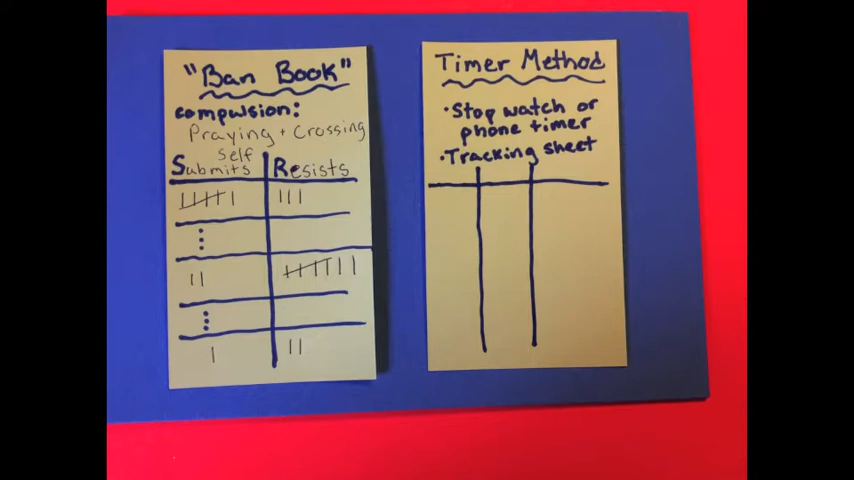 "Ban Book"
compulsion:
Praying + Crossing
Self
Submits Resists
Timer Method
• Stop watch or
phone timer
• Tracking sheet